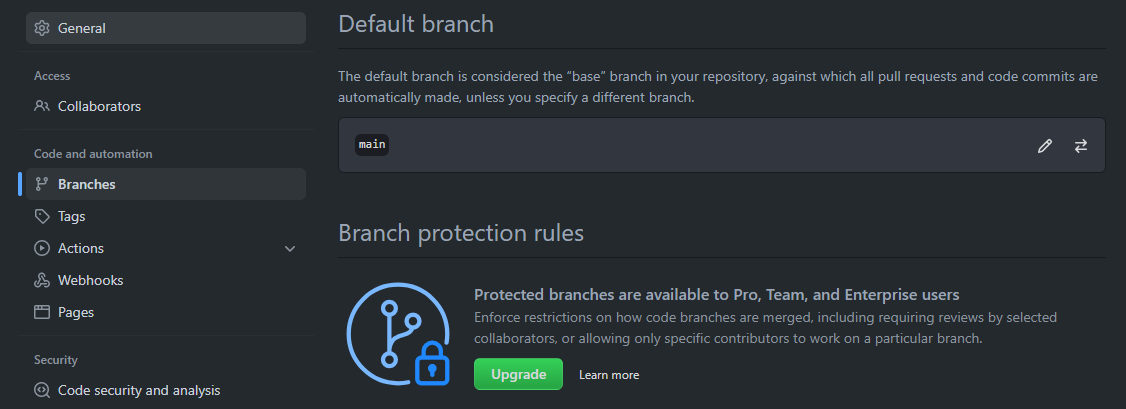 General
Access
Collaborators
Code and automation
Branches
Tags
Actions
Webhooks
Pages
Security
Code security and analysis
Default branch
The default branch is considered the “base” branch in your repository, against which all pull requests and code commits are
automatically made, unless you specify a different branch.
main
Branch protection rules
Protected branches are available to Pro, Team, and Enterprise users
Enforce restrictions on how code branches are merged, including requiring reviews by selected
collaborators, or allowing only specific contributors to work on a particular branch.
Upgrade Learn more